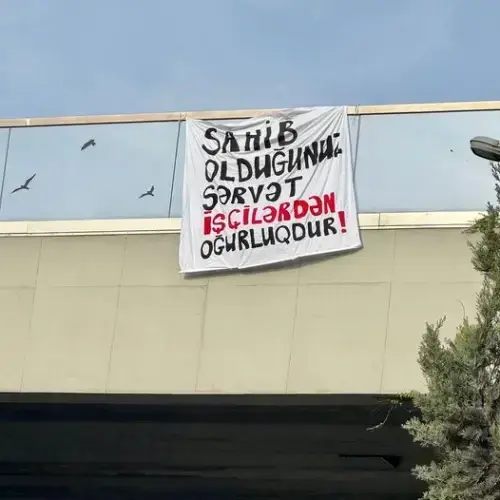 SAHİB
OLDUĞUNUZ
SƏRVƏT
İŞÇİLƏRDƏN
OĞURLUQDUR!